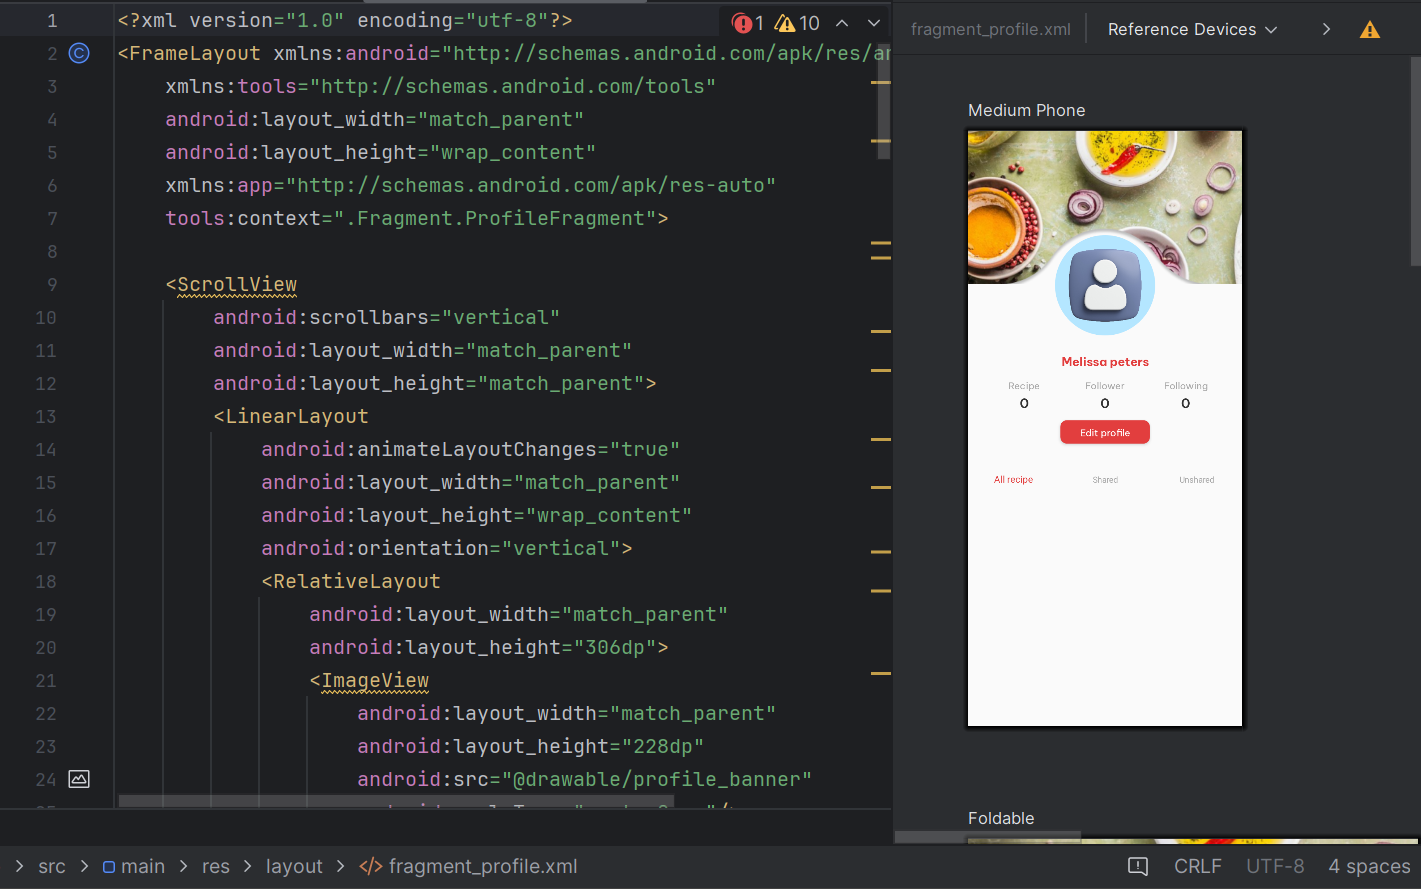 1 <?xml version="1.0" encoding="utf-8"?>
1 10
2 <FrameLayout xmlns:android="http://schemas.android.com/apk/res/an
3 xmlns:tools="http://schemas.android.com/tools"
4 android:layout_width="match_parent"
5 android:layout_height="wrap_content"
6 xmlns:app="http://schemas.android.com/apk/res-auto"
7 tools:context=".Fragment.ProfileFragment">
8
9 <ScrollView
10 android:scrollbars="vertical"
11 android:layout_width="match_parent"
12 android:layout_height="match_parent">
13 <LinearLayout
14 android:animateLayoutChanges="true"
15 android:layout_width="match_parent"
16 android:layout_height="wrap_content"
17 android:orientation="vertical">
18 <RelativeLayout
19 android:layout_width="match_parent"
20 android:layout_height="306dp">
21 <ImageView
22 android:layout_width="match_parent"
23 android:layout_height="228dp"
24 android:src="@drawable/profile_banner"
fragment_profile.xml
Reference Devices
Medium Phone
Melissa peters
Recipe Follower Following
0 0 0
Edit profile
All recipe Shared Unshared
Foldable
> src > main > res > layout > </> fragment_profile.xml
CRLF UTF-8 4 spaces